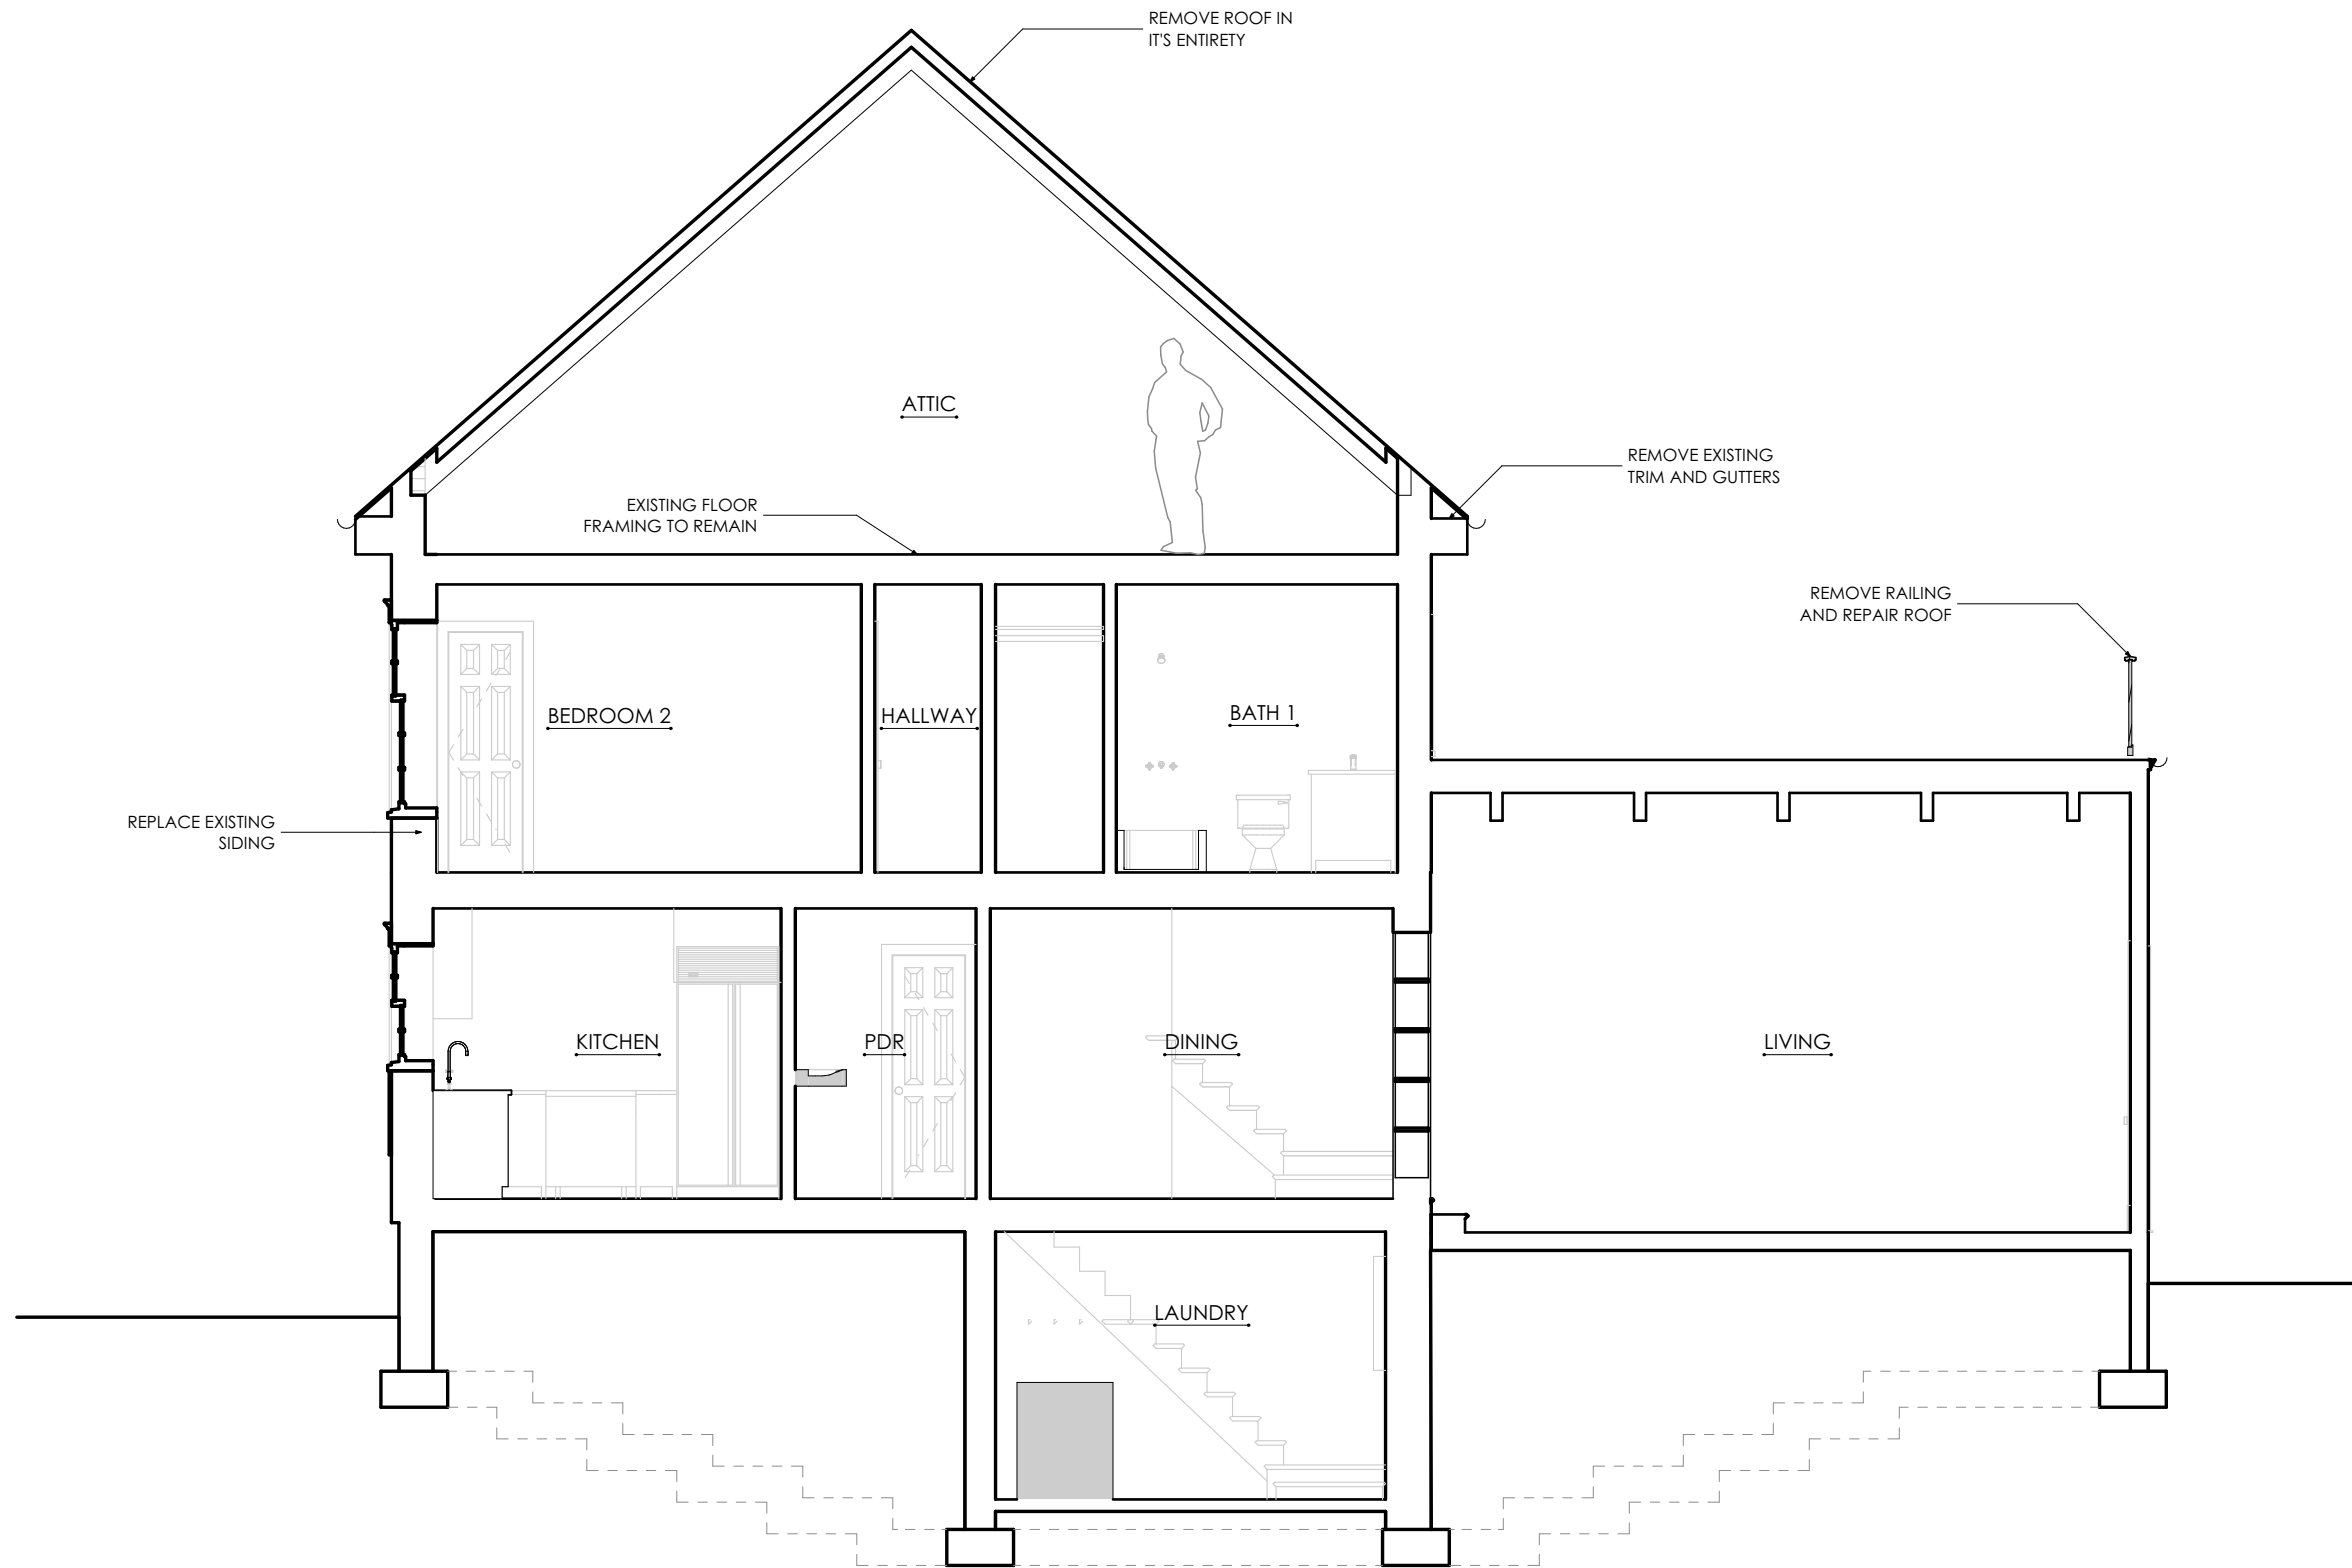 REMOVE ROOF IN
IT'S ENTIRETY
ATTIC
REMOVE EXISTING
TRIM AND GUTTERS
EXISTING FLOOR
FRAMING TO REMAIN
REMOVE RAILING
AND REPAIR ROOF
BEDROOM 2
HALLWAY
BATH 1
REPLACE EXISTING
SIDING
KITCHEN
PDR
DINING
LIVING
LAUNDRY